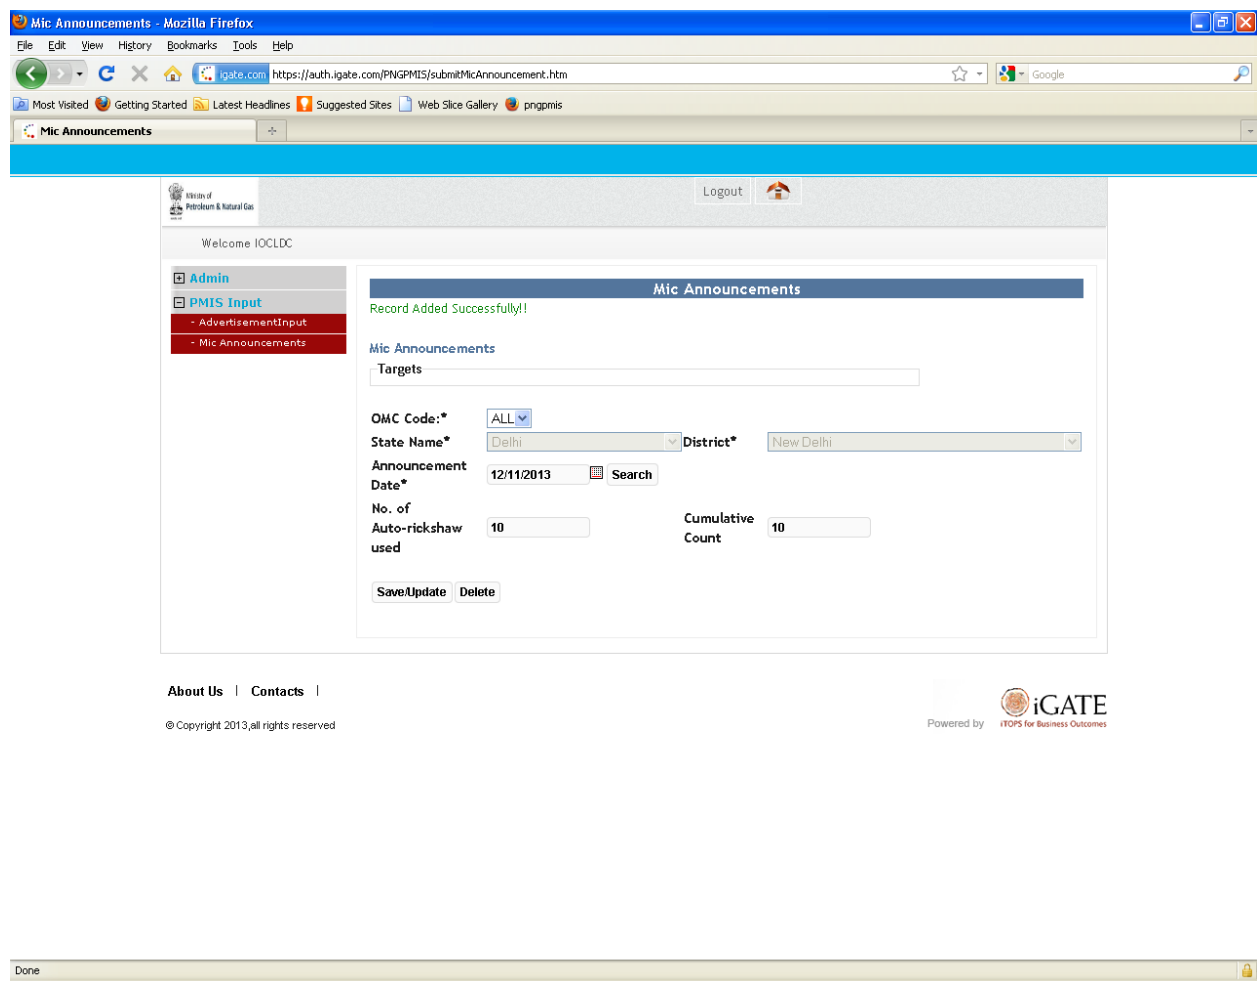 Mic Announcements - Mozilla Firefox
File Edit View History Bookmarks Tools Help
igate.com https://auth.igate.com/PNGPMIS/submitMicAnnouncement.htm
Google
Most Visited Getting Started Latest Headlines Suggested Sites Web Slice Gallery pngpmis
Mic Announcements
Ministry of
Petroleum & Natural Gas
Logout
Welcome IOCLDC
Admin
PMIS Input
- AdvertisementInput
- Mic Announcements
Mic Announcements
Record Added Successfully!!
Mic Announcements
Targets
OMC Code:* ALL
State Name* Delhi District* New Delhi
Announcement
Date* 12/11/2013 Search
No. of
Auto-rickshaw
used
10
Cumulative
Count
10
Save/Update Delete
About Us | Contacts |
© Copyright 2013,all rights reserved
Powered by
iGATE
iTOPS for Business Outcomes
Done